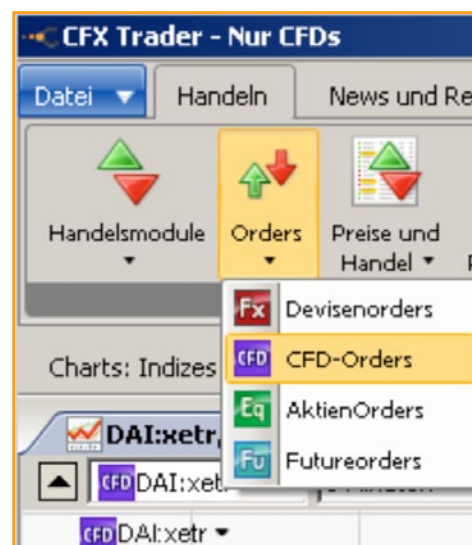 CFX Trader - Nur CFDs
Datei Handeln News und Re
Handelsmodule Orders Preise und
Handel
Fx Devisenorders
CFD CFD-Orders
Charts: Indizes
Eq AktienOrders
DAI:xetr,
Fu Futureorders
CFD DAI:xet
CFD DAI:xetr